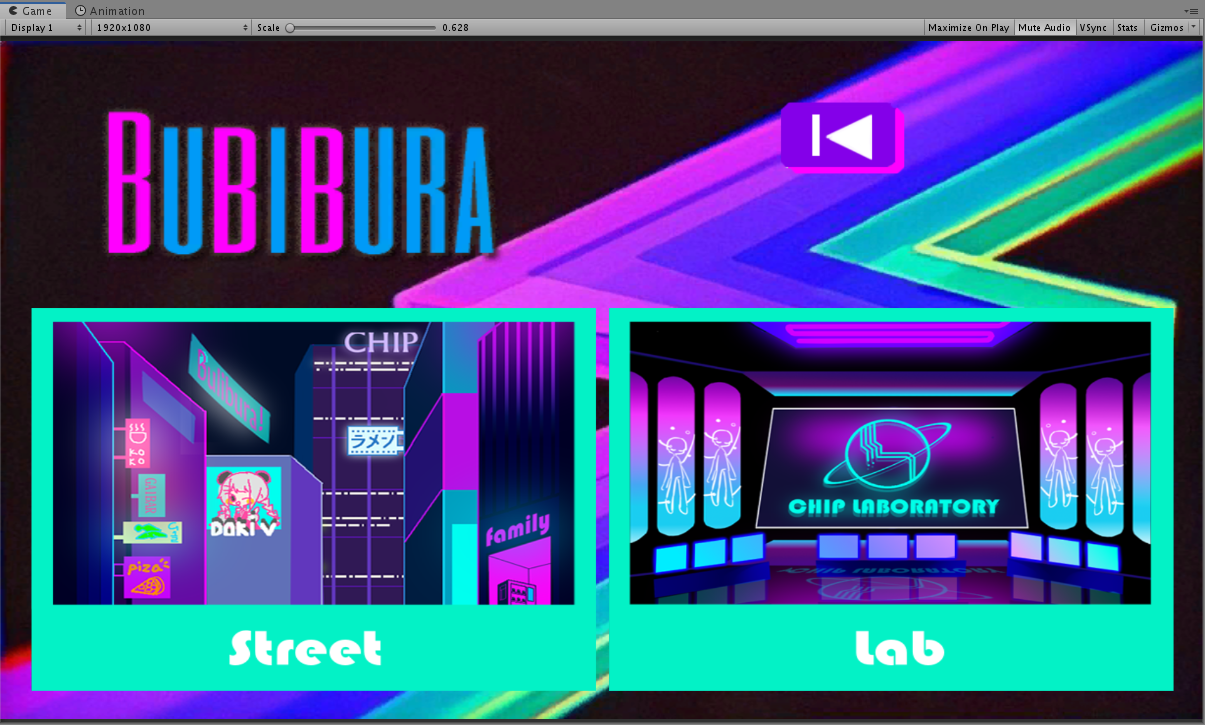 Game
Animation
Display 1
1920x1080
Scale
0.628
Maximize On Play
Mute Audio
VSync
Stats
Gizmos
BUBIBURA
CHIP
ラメン
DOKI V
piza
family
CHIP LABORATORY
Street
Lab